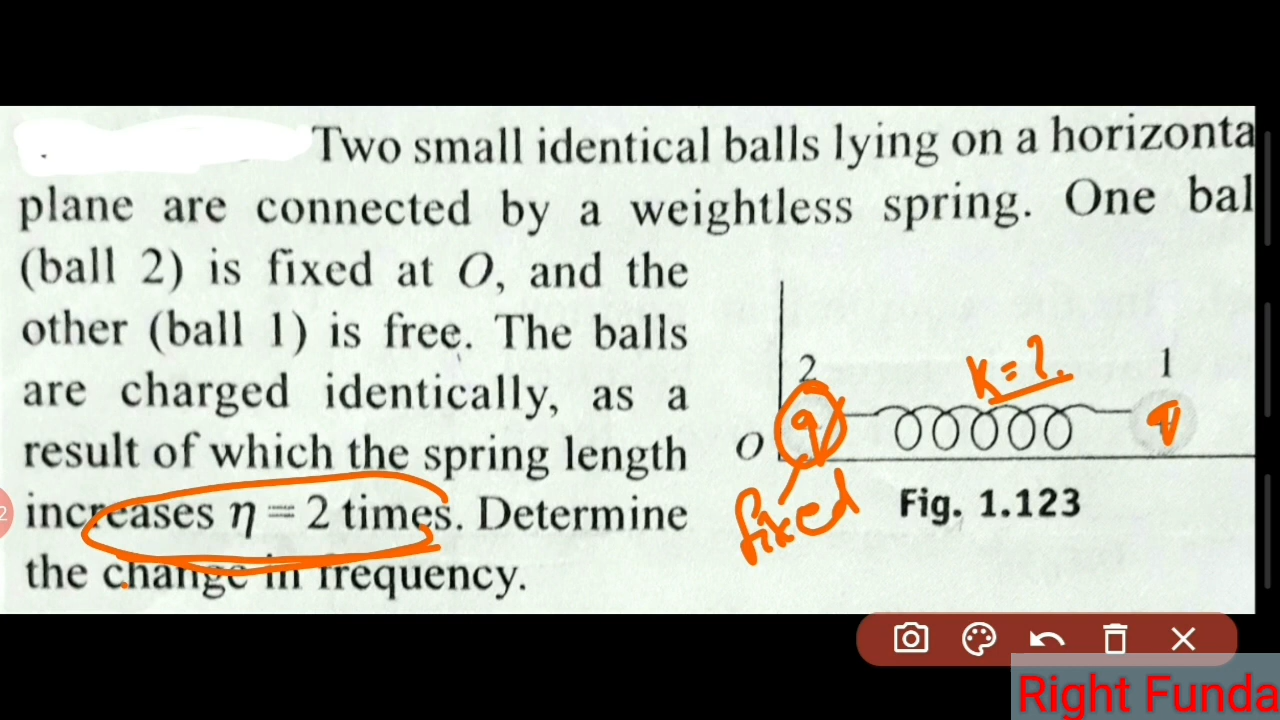 Two small identical balls lying on a horizonta
plane are connected by a weightless spring. One bal
(ball 2) is fixed at O, and the
other (ball 1) is free. The balls
are charged identically, as a
result of which the spring length
increases η = 2 times. Determine
the change in frequency.
2
K = ?
1
q
q
O
fixed
Fig. 1.123
2
Right Funda